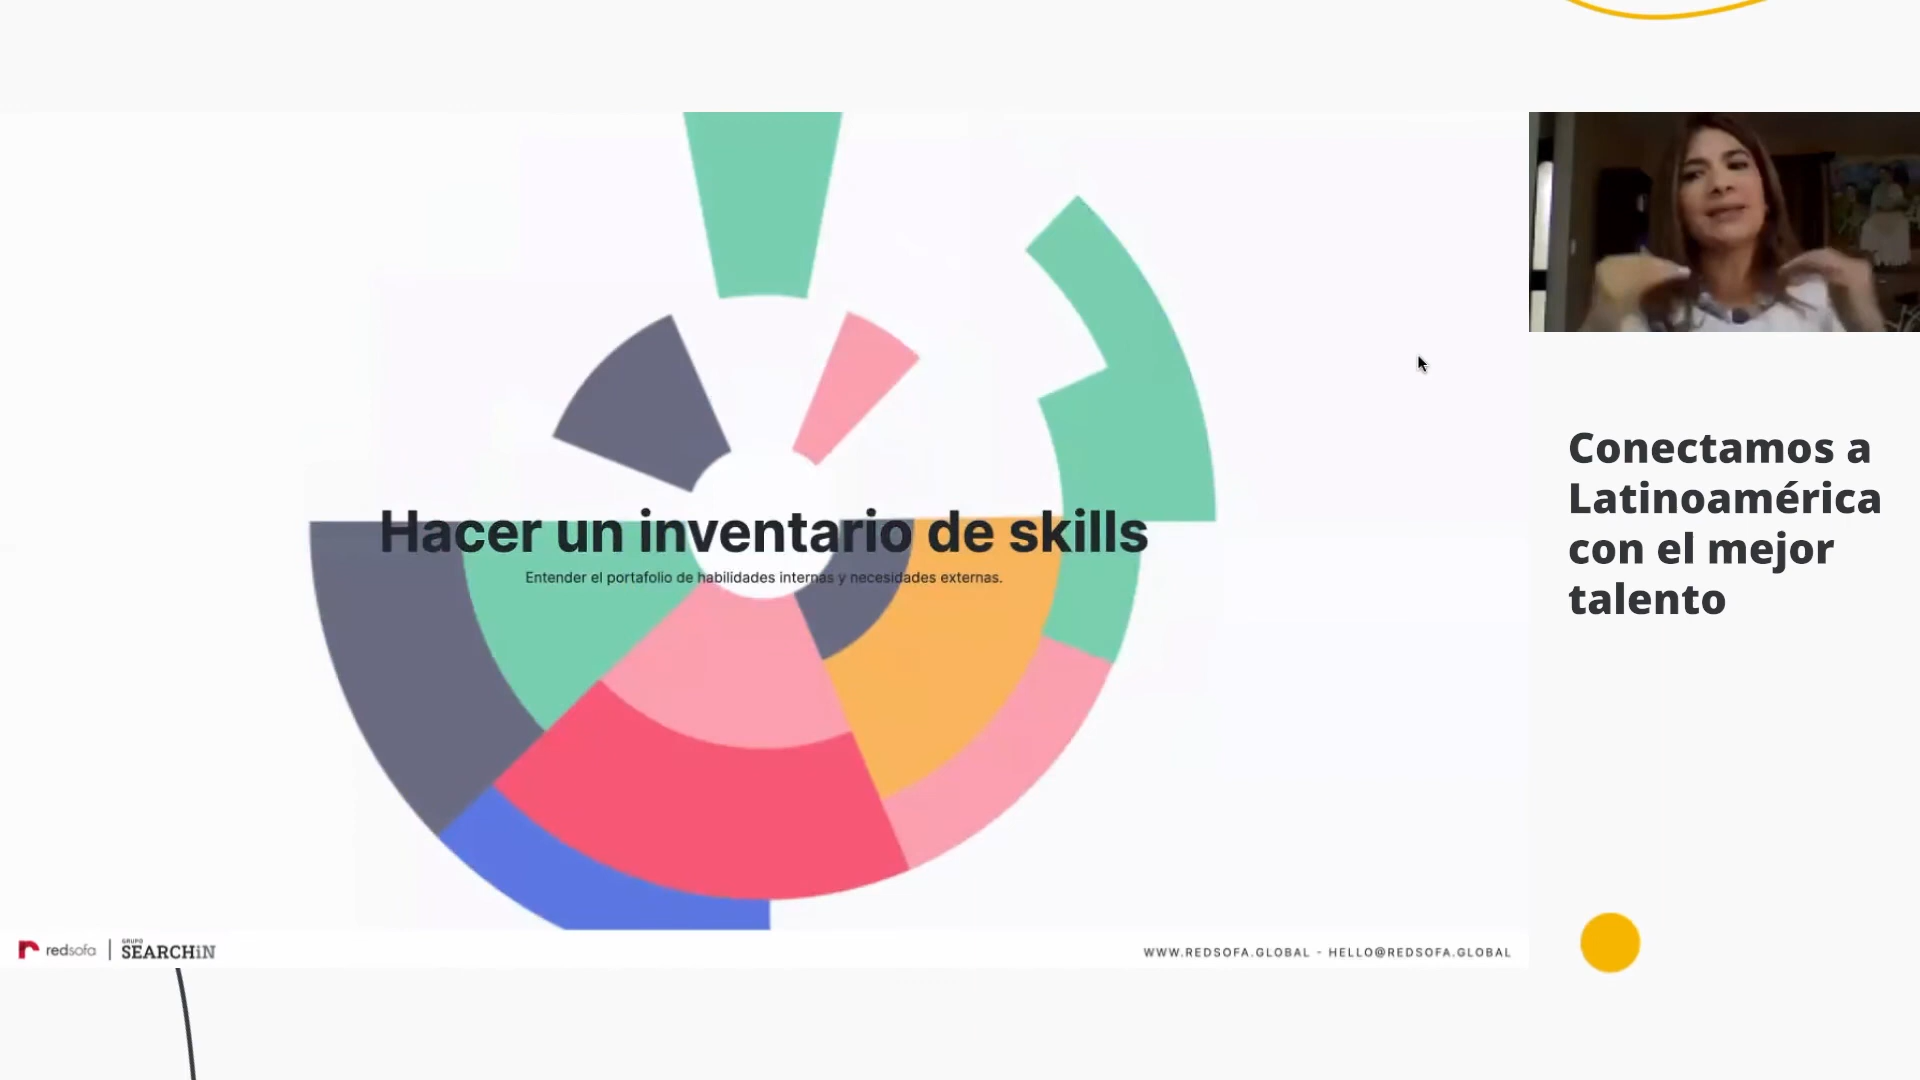 Hacer un inventario de skills
Entender el portafolio de habilidades internas y necesidades externas.
Conectamos a
Latinoamérica
con el mejor
talento
redsofa
GRUPO
SEARCHiN
WWW.REDSOFA.GLOBAL - HELLO@REDSOFA.GLOBAL